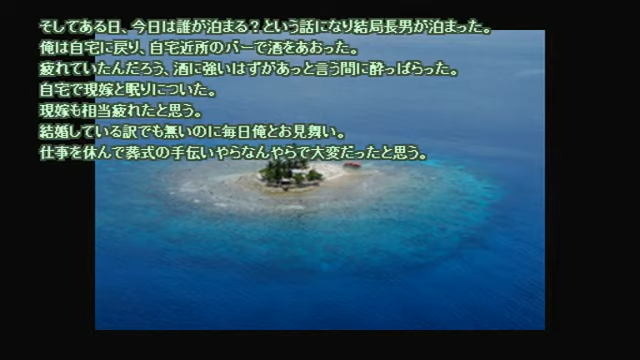 そしてある日、今日は誰が泊まる？という話になり結局長男が泊まった。
俺は自宅に戻り、自宅近所のバーで酒をあおった。
疲れていたんだろう、酒に強いはずがあっと言う間に酔っぱらった。
自宅で現嫁と眠りについた。
現嫁も相当疲れたと思う。
結婚している訳でも無いのに毎日俺とお見舞い。
仕事を休んで葬式の手伝いやらなんやらで大変だったと思う。